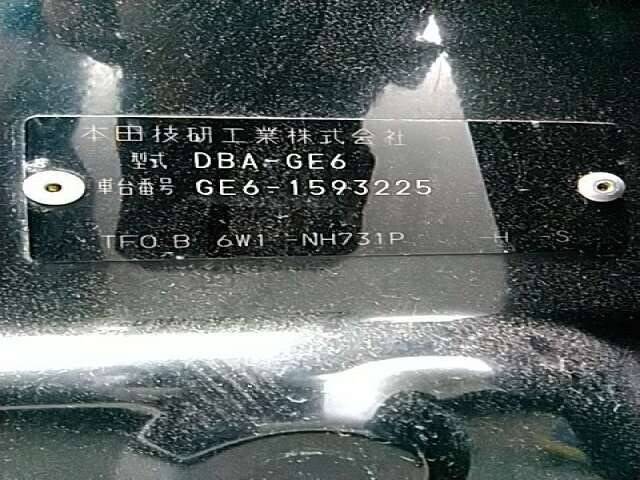 本田技研工業株式会社
型式 DBA-GE6
車台番号 GE6-1593225
TF0 B 6W1 -NH731P -H -S